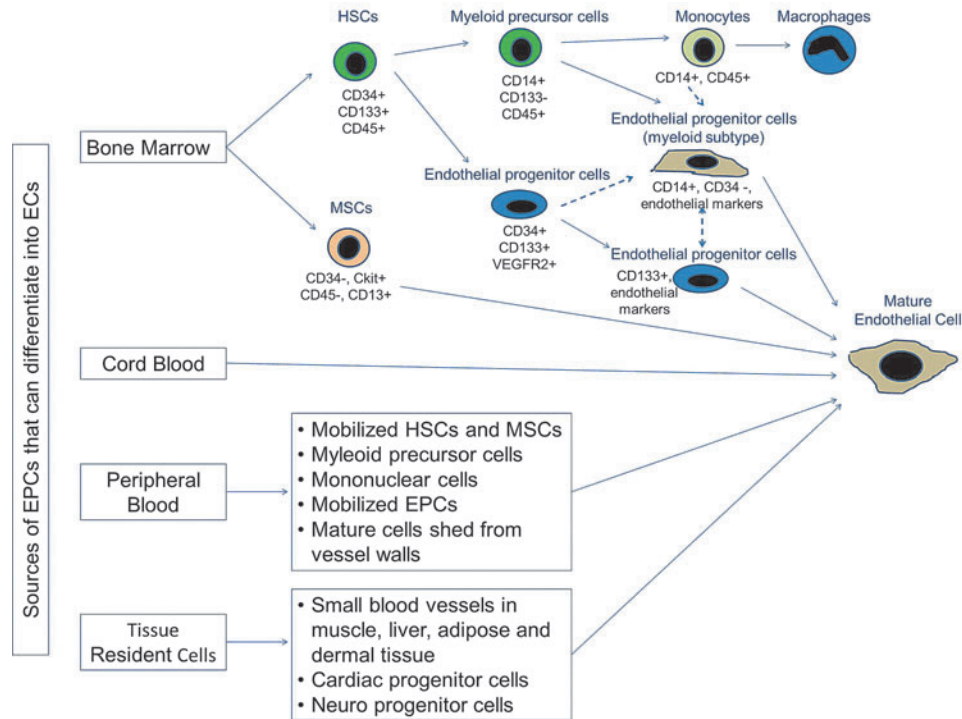 Sources of EPCs that can differentiate into ECs
Bone Marrow
HSCs
CD34+
CD133+
CD45+
Myeloid precursor cells
CD14+
CD133-
CD45+
Monocytes
CD14+, CD45+
Macrophages
Endothelial progenitor cells
(myeloid subtype)
CD14+, CD34 -,
endothelial markers
Endothelial progenitor cells
CD34+
CD133+
VEGFR2+
Endothelial progenitor cells
CD133+,
endothelial
markers
MSCs
CD34-, Ckit+
CD45-, CD13+
Mature
Endothelial Cell
Cord Blood
Peripheral
Blood
• Mobilized HSCs and MSCs
• Myleoid precursor cells
• Mononuclear cells
• Mobilized EPCs
• Mature cells shed from
vessel walls
Tissue
Resident Cells
• Small blood vessels in
muscle, liver, adipose and
dermal tissue
• Cardiac progenitor cells
• Neuro progenitor cells